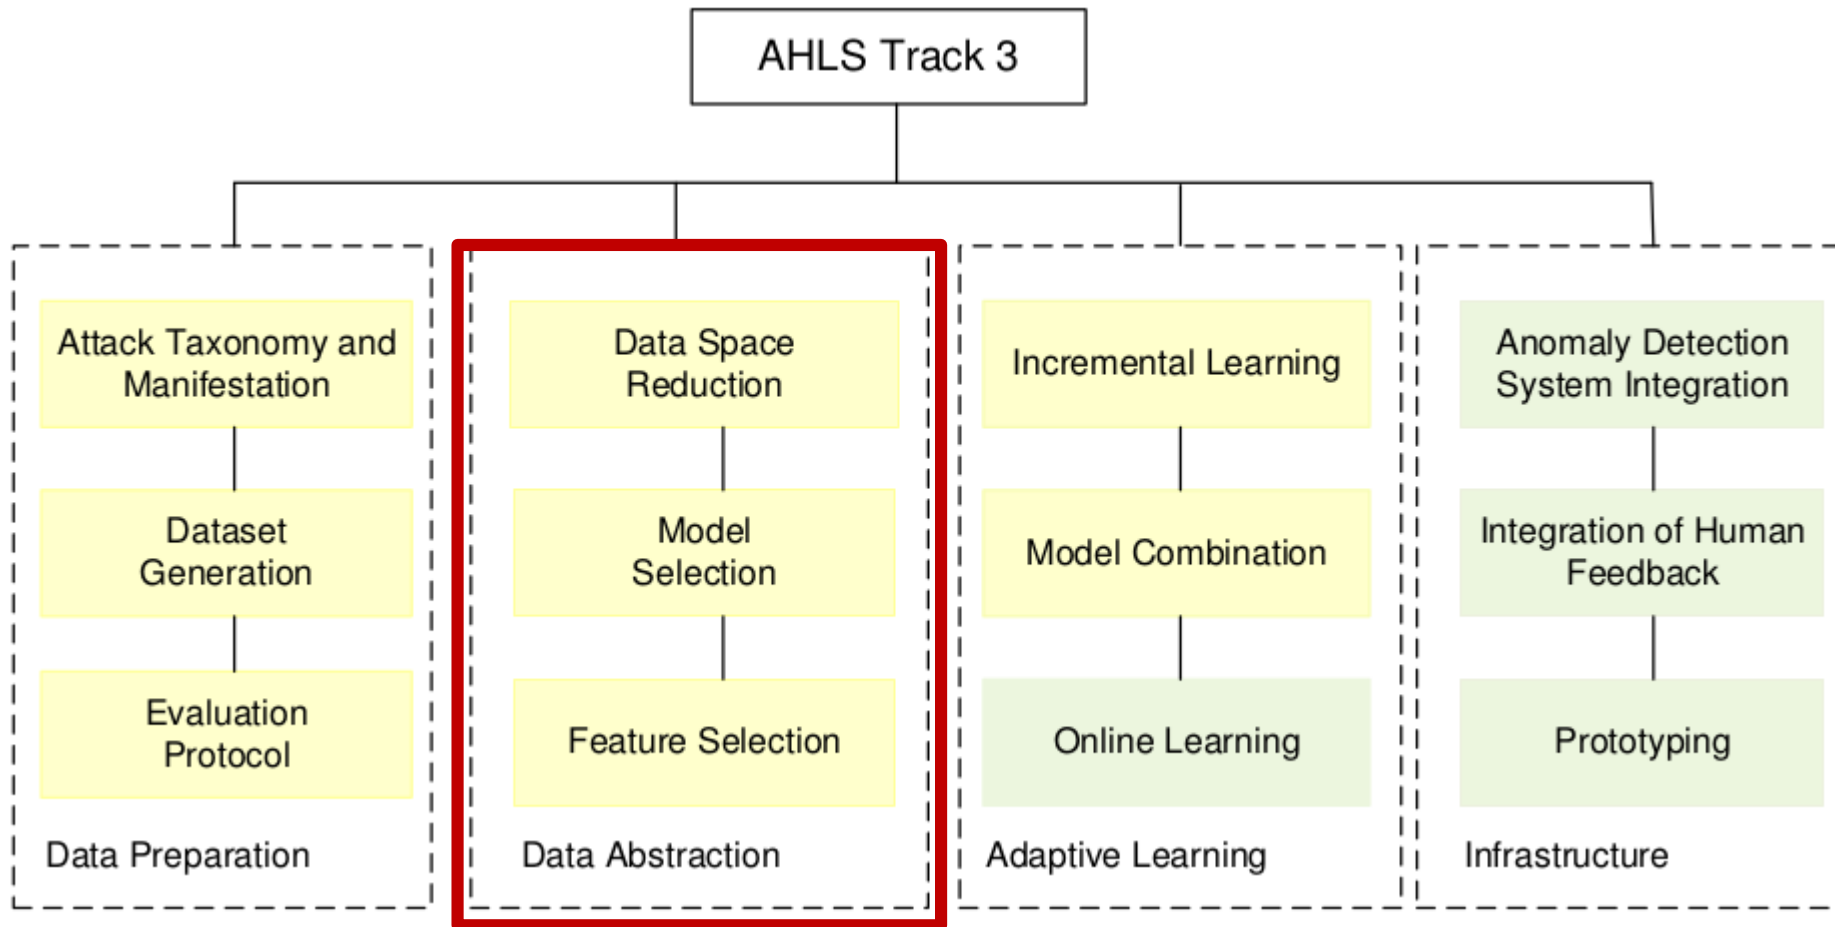 AHLS Track 3
Attack Taxonomy and
Manifestation
Dataset
Generation
Evaluation
Protocol
Data Preparation
Data Space
Reduction
Model
Selection
Feature Selection
Data Abstraction
Incremental Learning
Model Combination
Online Learning
Adaptive Learning
Anomaly Detection
System Integration
Integration of Human
Feedback
Prototyping
Infrastructure